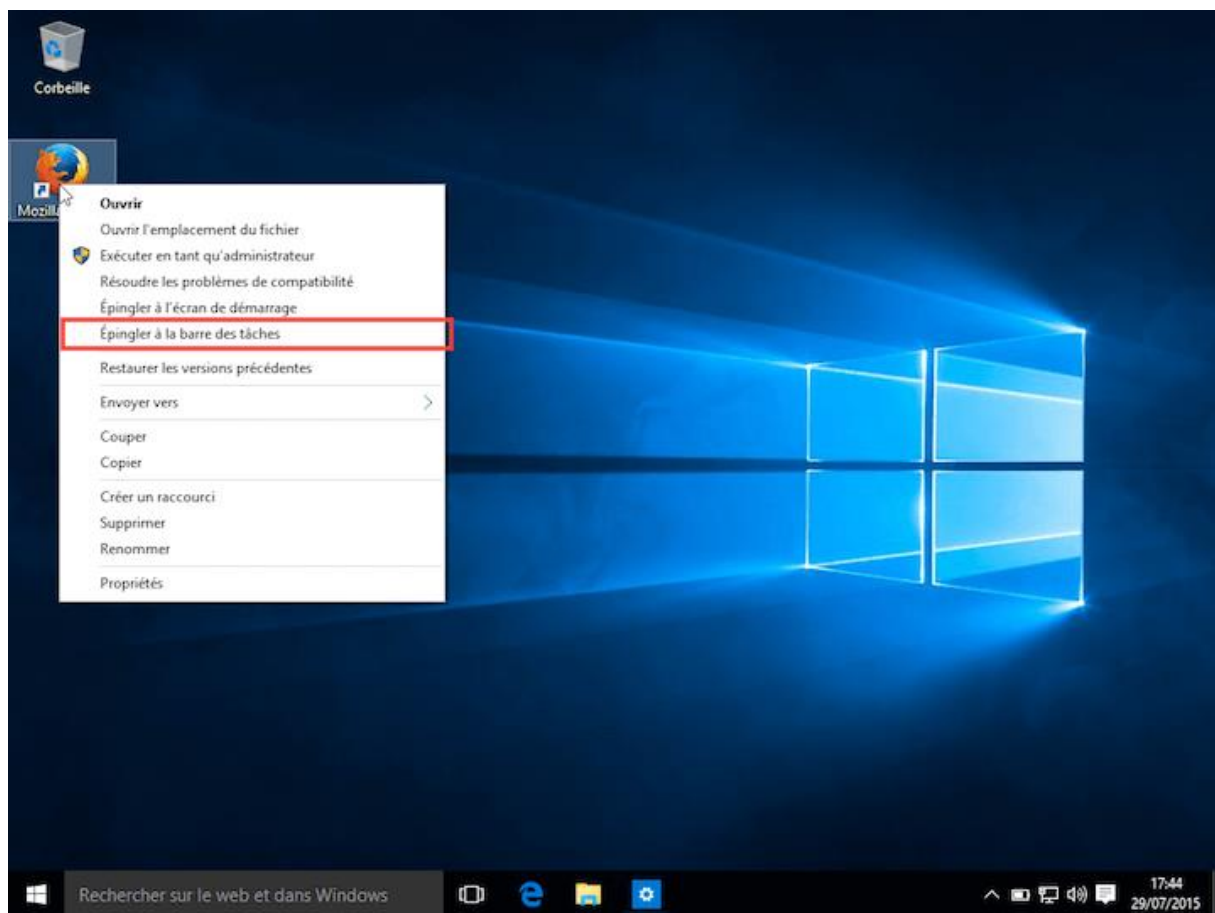 Corbeille
Mozill
Ouvrir
Ouvrir l'emplacement du fichier
Exécuter en tant qu'administrateur
Résoudre les problèmes de compatibilité
Épingler à l'écran de démarrage
Épingler à la barre des tâches
Restaurer les versions précédentes
Envoyer vers
Couper
Copier
Créer un raccourci
Supprimer
Renommer
Propriétés
Rechercher sur le web et dans Windows
17:44
29/07/2015